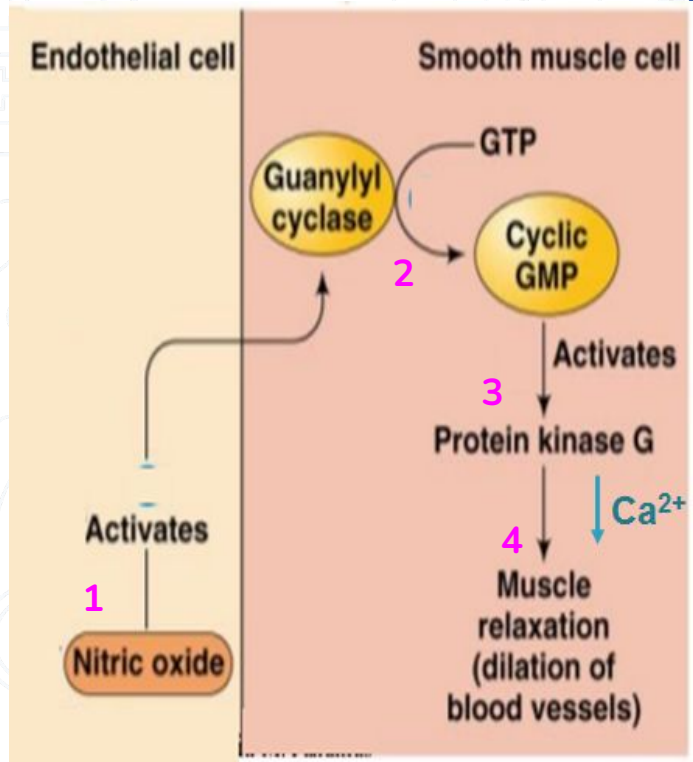 Endothelial cell
Smooth muscle cell
GTP
Guanylyl
cyclase
Cyclic
GMP
2
Activates
3
Protein kinase G
Ca²⁺
Activates
4
1
Muscle
relaxation
(dilation of
blood vessels)
Nitric oxide